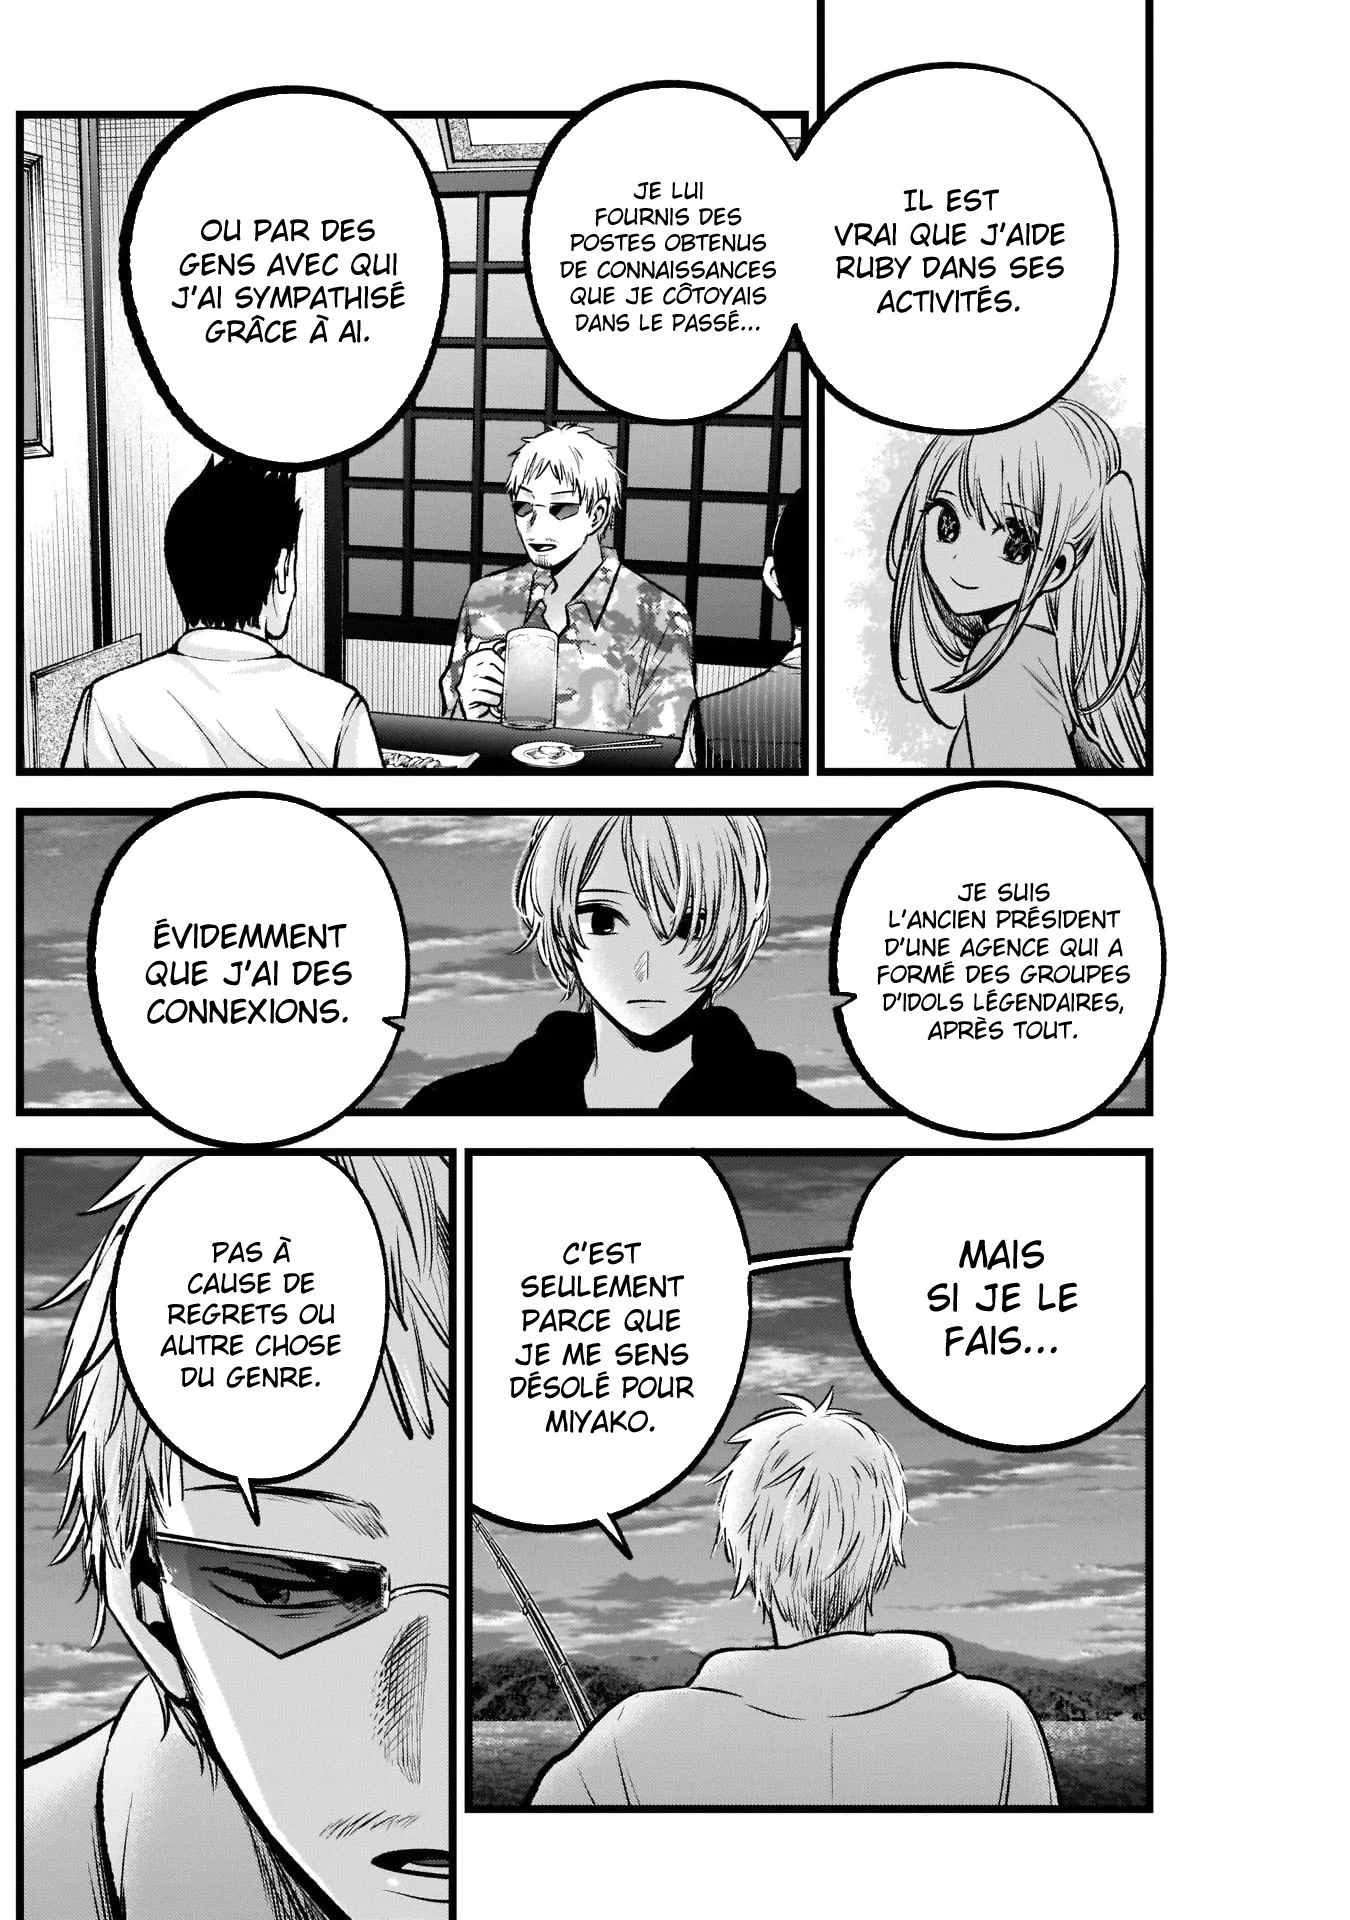 IL EST
VRAI QUE J'AIDE
RUBY DANS SES
ACTIVITÉS.
JE LUI
FOURNIS DES
POSTES OBTENUS
DE CONNAISSANCES
QUE JE CÔTOYAIS
DANS LE PASSÉ...
OU PAR DES
GENS AVEC QUI
J'AI SYMPATHISÉ
GRÂCE À AI.
JE SUIS
L'ANCIEN PRÉSIDENT
D'UNE AGENCE QUI A
FORMÉ DES GROUPES
D'IDOLS LÉGENDAIRES,
APRÈS TOUT.
ÉVIDEMMENT
QUE J'AI DES
CONNEXIONS.
MAIS
SI JE LE
FAIS...
C'EST
SEULEMENT
PARCE QUE
JE ME SENS
DÉSOLÉ POUR
MIYAKO.
PAS À
CAUSE DE
REGRETS OU
AUTRE CHOSE
DU GENRE.